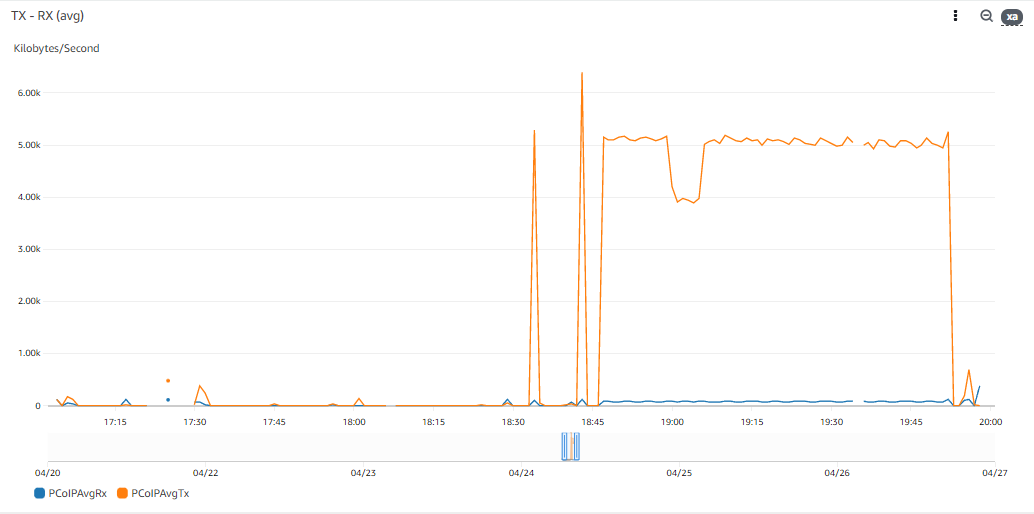 TX - RX (avg)
xa
Kilobytes/Second
6.00k
5.00k
4.00k
3.00k
2.00k
1.00k
0
17:15 17:30 17:45 18:00 18:15 18:30 18:45 19:00 19:15 19:30 19:45 20:00
04/20 04/22 04/23 04/24 04/25 04/26 04/27
PCoIPAvgRx PCoIPAvgTx